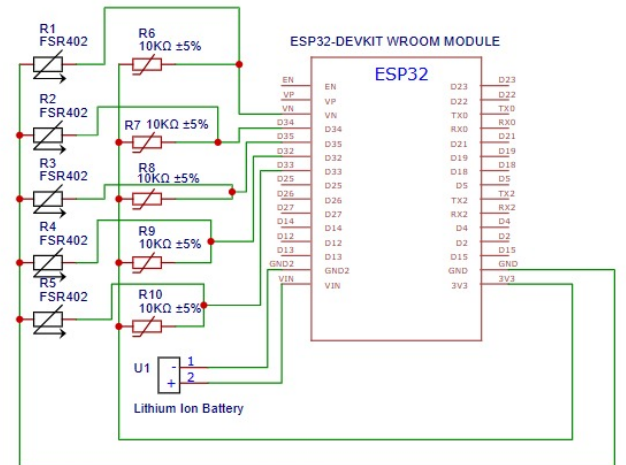 R1
FSR402
R2
FSR402
R3
FSR402
R4
FSR402
R5
FSR402
R6
10KΩ ±5%
R7 10KΩ ±5%
R8
10KΩ ±5%
R9
10KΩ ±5%
R10
10KΩ ±5%
U1
-
+
1
2
Lithium Ion Battery
ESP32-DEVKIT WROOM MODULE
ESP32
EN
VP
VN
D34
D35
D32
D33
D25
D26
D27
D14
D12
D13
GND2
VIN
EN
VP
VN
D34
D35
D32
D33
D25
D26
D27
D14
D12
D13
GND2
VIN
D23
D22
TX0
RX0
D21
D19
D18
D5
TX2
RX2
D4
D2
D15
GND
3V3
D23
D22
TX0
RX0
D21
D19
D18
D5
TX2
RX2
D4
D2
D15
GND
3V3